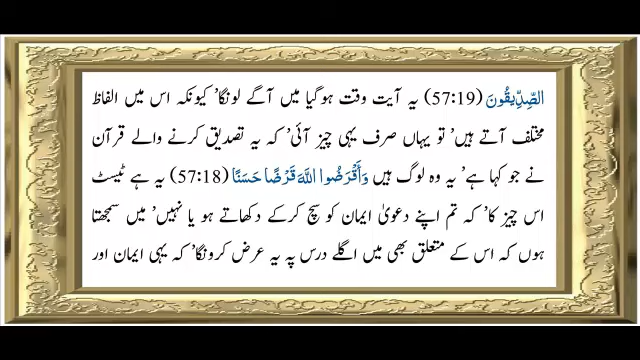 الصِّدِّيقُونَ (57:19) یہ آیت وقت ہوگیا میں آگے لونگا’ کیونکہ اس میں الفاظ
مختلف آتے ہیں’ تو یہاں صرف یہی چیز آئی’ کہ یہ تصدیق کرنے والے قرآن
نے جو کہا ہے’ یہ وہ لوگ ہیں وَأَقْرَضُوا اللَّهَ قَرْضًا حَسَنًا (57:18) یہ ہے ٹیسٹ
اس چیز کا’ کہ تم اپنے دعویٰ ایمان کو سچ کرکے دکھاتے ہو یا نہیں’ میں سمجھتا
ہوں کہ اس کے متعلق بھی میں اگلے درس پہ یہ عرض کرونگا’ کہ یہی ایمان اور